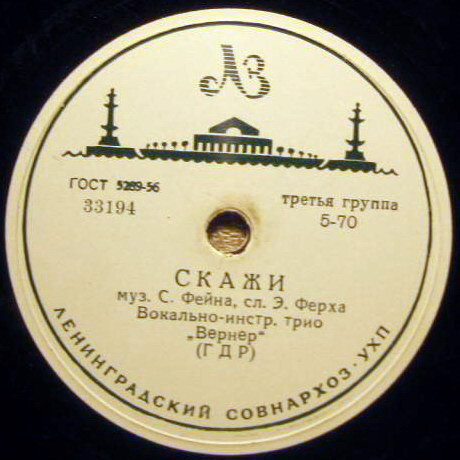 ЛЗ
ГОСТ 5289-56
33194
третья группа
5-70
СКАЖИ
муз. С. Фейна, сл. Э. Ферха
Вокально-инстр. трио
„Вернер“
(ГДР)
ЛЕНИНГРАДСКИЙ СОВНАРХОЗ · УХП